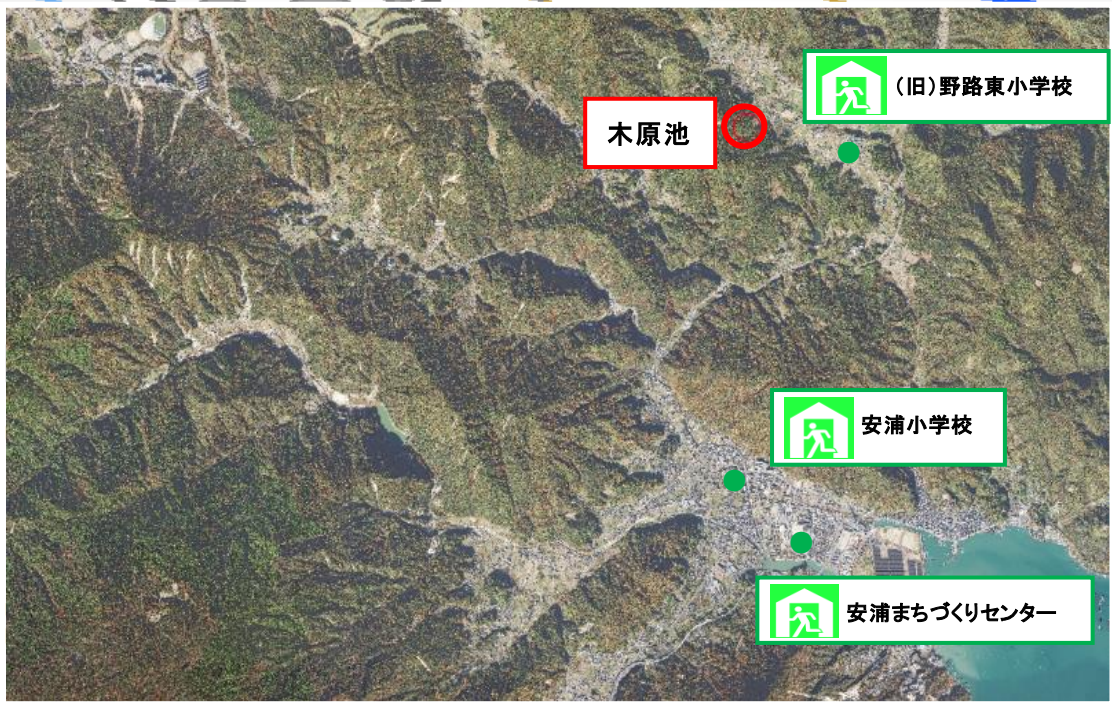 (旧)野路東小学校
木原池
安浦小学校
安浦まちづくりセンター